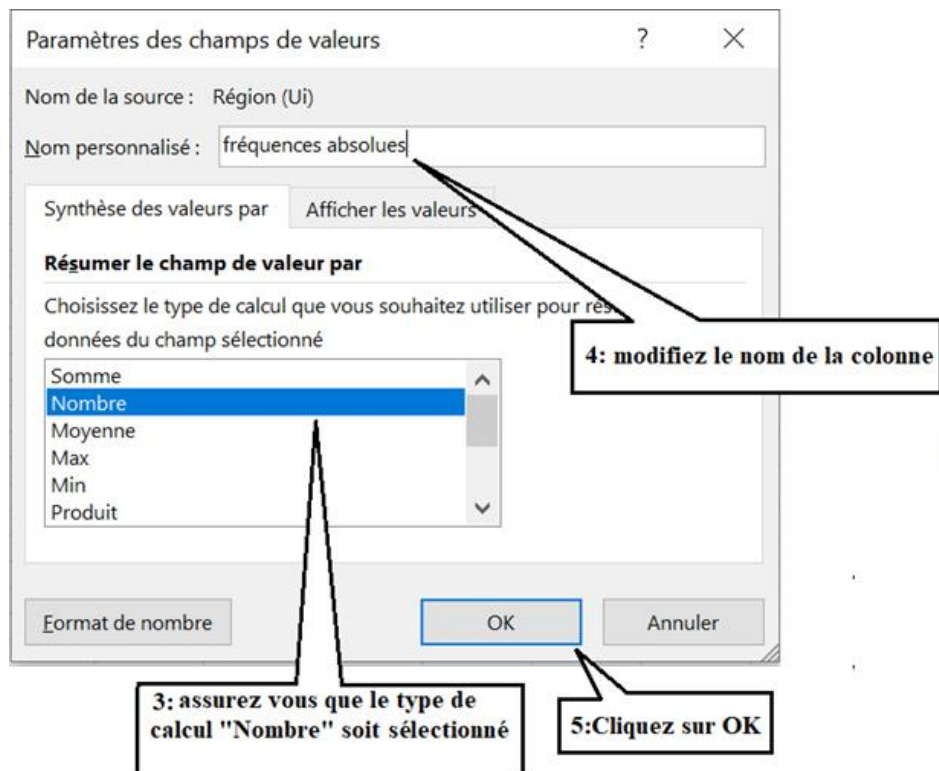 Paramètres des champs de valeurs ?
Nom de la source : Région (Ui)
Nom personnalisé : fréquences absolues
Synthèse des valeurs par Afficher les valeurs
Résumer le champ de valeur par
Choisissez le type de calcul que vous souhaitez utiliser pour
données du champ sélectionné
4: modifiez le nom de la colonne
Somme
Nombre
Moyenne
Max
Min
Produit
Format de nombre OK Annuler
3: assurez vous que le type de
calcul "Nombre" soit sélectionné
5:Cliquez sur OK